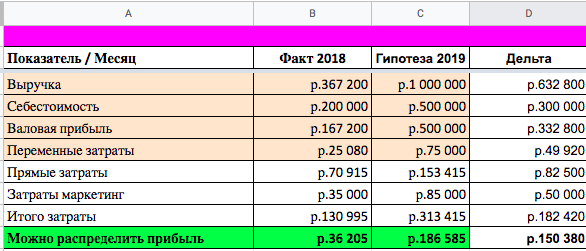 A B C D
Показатель / Месяц Факт 2018 Гипотеза 2019 Дельта
Выручка р.367 200 р.1 000 000 р.632 800
Себестоимость р.200 000 р.500 000 р.300 000
Валовая прибыль р.167 200 р.500 000 р.332 800
Переменные затраты р.25 080 р.75 000 р.49 920
Прямые затраты р.70 915 р.153 415 р.82 500
Затраты маркетинг р.35 000 р.85 000 р.50 000
Итого затраты р.130 995 р.313 415 р.182 420
Можно распределить прибыль р.36 205 р.186 585 р.150 380